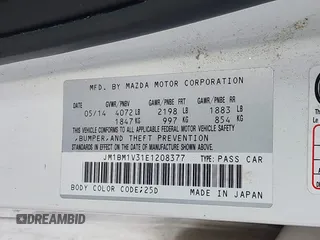 MFD. BY MAZDA MOTOR CORPORATION
GVWR/PNBV GAWR/PNBE FR GAWR/PNBE RR
05/14 4072 LB 2198 LB 1883 LB
1847 KG 997 KG 854 KG
THIS VEHICLE CONFORMS TO ALL APPLICABLE FEDERAL MOTOR VEHICLE SAFETY
, BUMPER, AND THEFT PREVENTION
STANDARDS IN EFFECT ON THE DATE OF MANUFACTURE SHOWN ABOVE.
JM1BM1V31E1208377 TYPE: PASS CAR
BODY COLOR CODE: 25D MADE IN JAPAN
DREAMBID
DREAMBID.COM